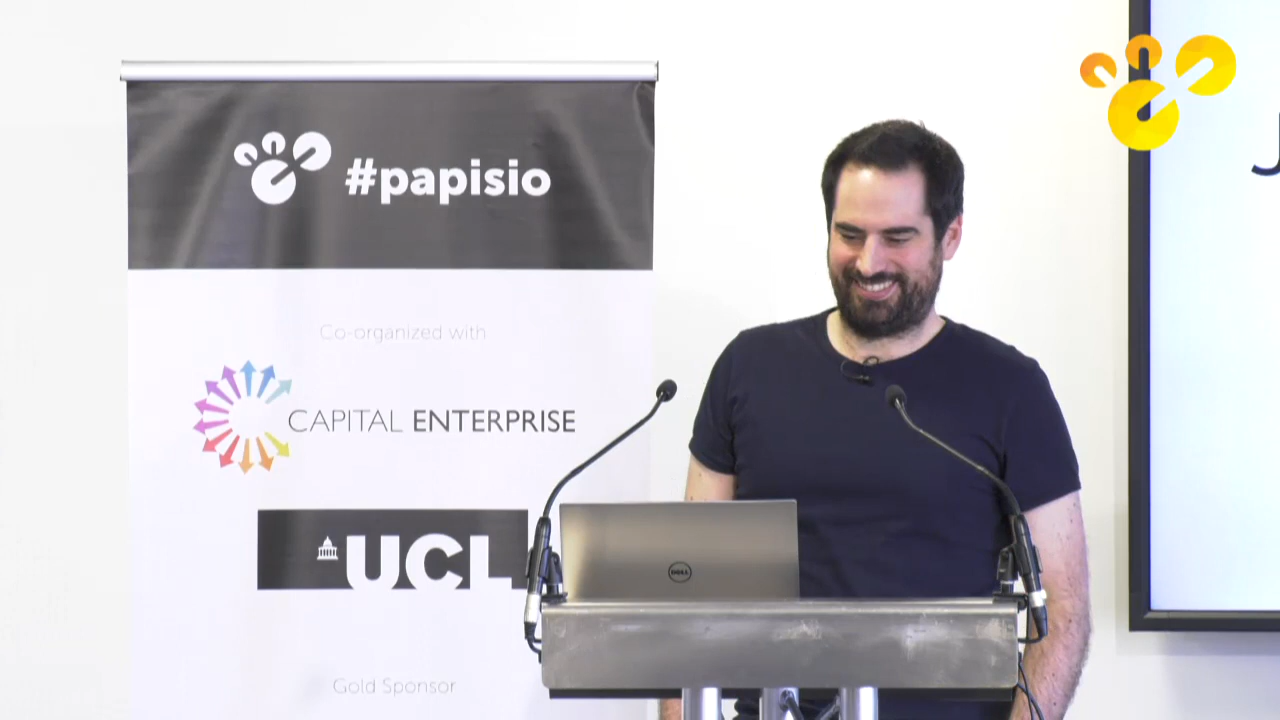 #papisio
Co-organized with
CAPITAL ENTERPRISE
UCL
DELL
Gold Sponsor
J